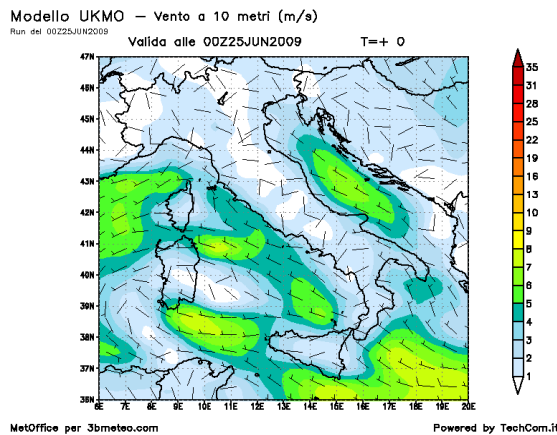 Modello UKMO – Vento a 10 metri (m/s)
Run del 00Z25JUN2009
Valida alle 00Z25JUN2009 T=+ 0
47N
46N
45N
44N
43N
42N
41N
40N
39N
38N
37N
36N
6E 7E 8E 9E 10E 11E 12E 13E 14E 15E 16E 17E 18E 19E 20E
35
31
28
25
22
19
16
13
10
9
8
7
6
5
4
3
2
1
MetOffice per 3bmeteo.com
Powered by TechCom.it